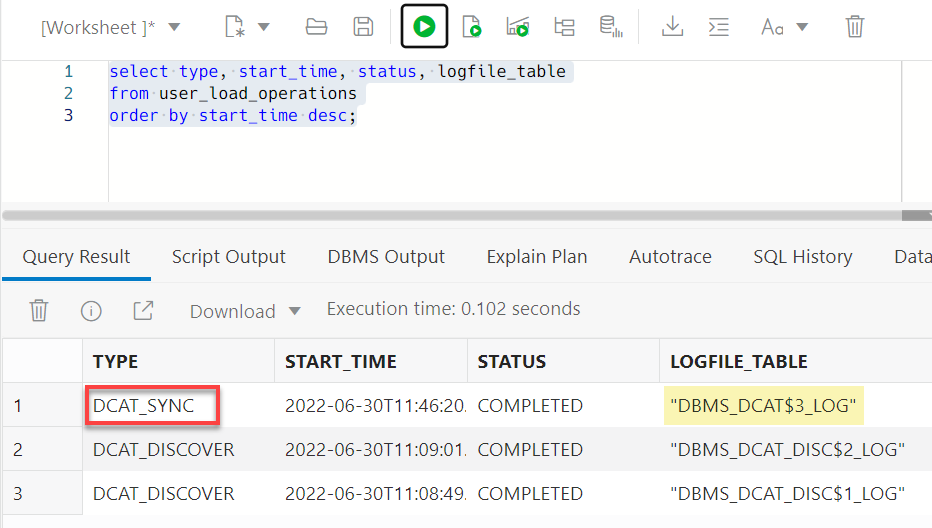 [Worksheet ]* Aa
1 select type, start_time, status, logfile_table
2 from user_load_operations
3 order by start_time desc;
Query Result Script Output DBMS Output Explain Plan Autotrace SQL History Data
Download Execution time: 0.102 seconds
TYPE START_TIME STATUS LOGFILE_TABLE
1 DCAT_SYNC 2022-06-30T11:46:20. COMPLETED "DBMS_DCAT$3_LOG"
2 DCAT_DISCOVER 2022-06-30T11:09:01. COMPLETED "DBMS_DCAT_DISC$2_LOG"
3 DCAT_DISCOVER 2022-06-30T11:08:49. COMPLETED "DBMS_DCAT_DISC$1_LOG"